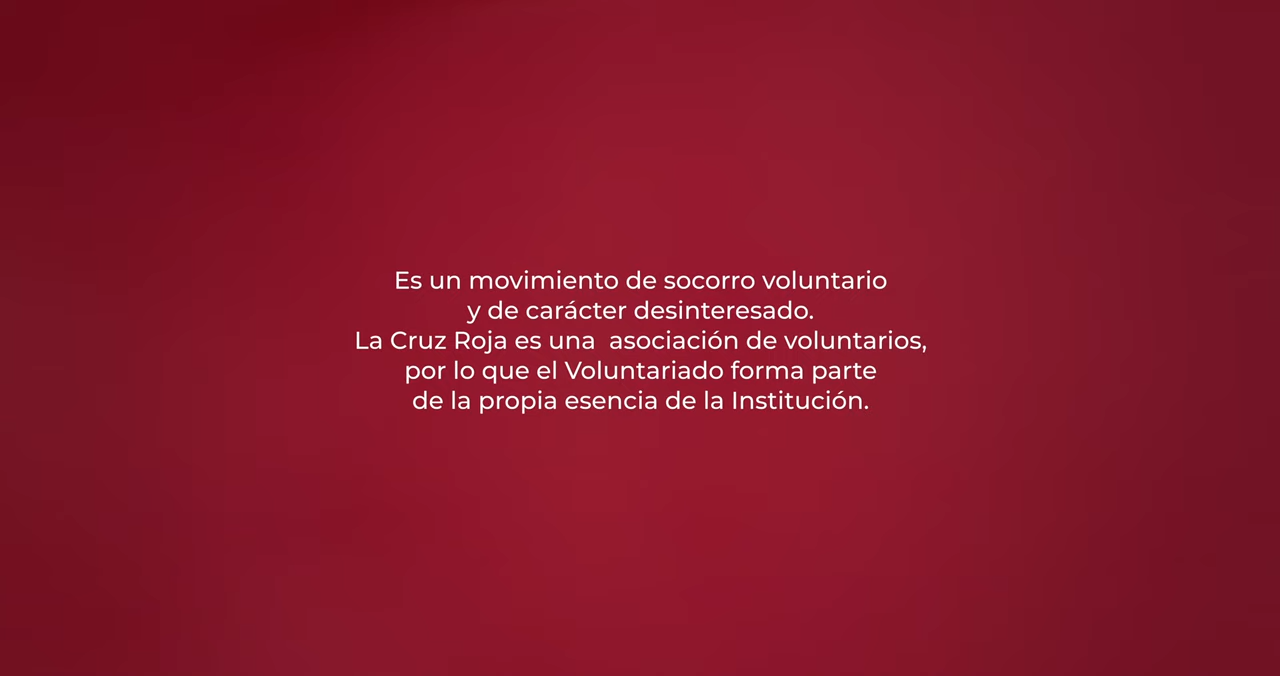 Es un movimiento de socorro voluntario
y de carácter desinteresado.
La Cruz Roja es una  asociación de voluntarios,
por lo que el Voluntariado forma parte
de la propia esencia de la Institución.